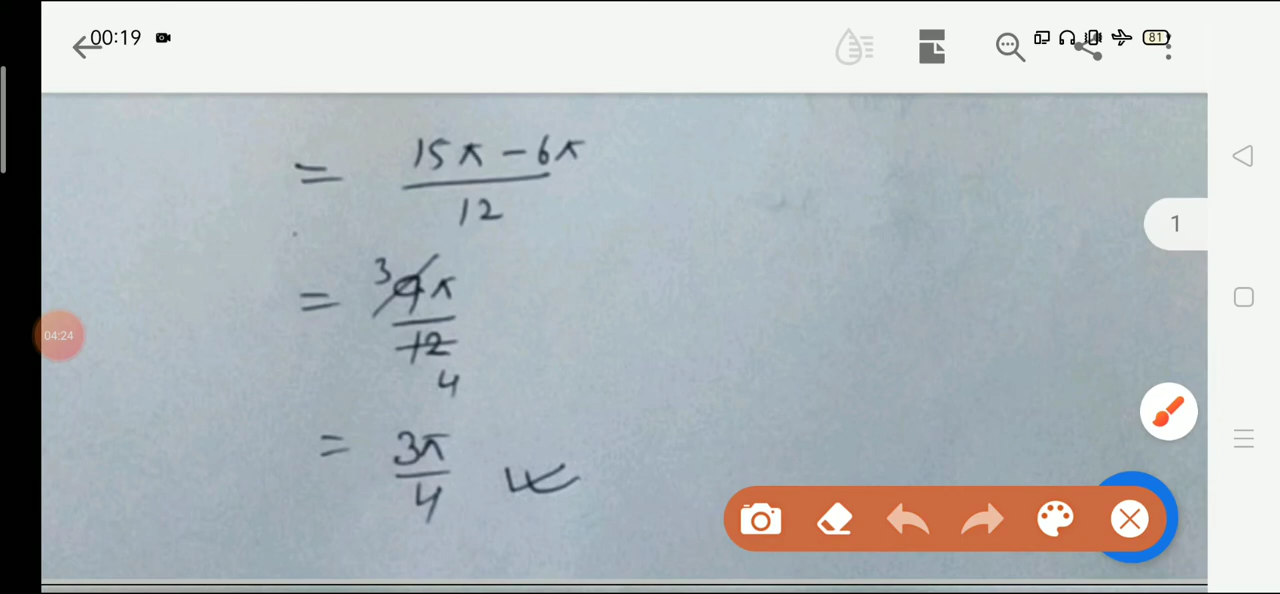 00:19
81
= 15π - 6π / 12
1
= 3 9π / 12 4
04:24
= 3π / 4